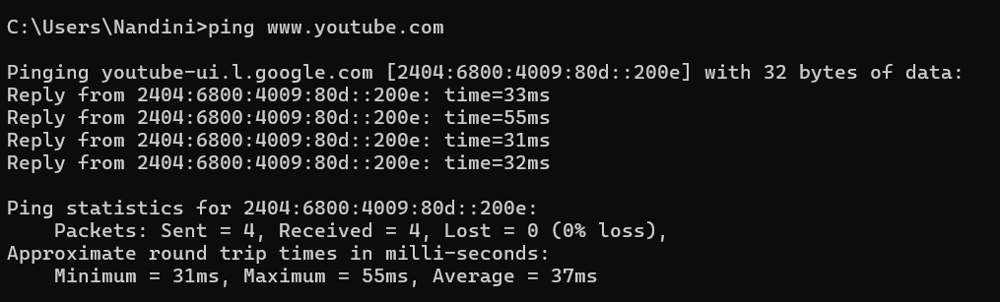 C:\Users\Nandini>ping www.youtube.com
Pinging youtube-ui.l.google.com [2404:6800:4009:80d::200e] with 32 bytes of data:
Reply from 2404:6800:4009:80d::200e: time=33ms
Reply from 2404:6800:4009:80d::200e: time=55ms
Reply from 2404:6800:4009:80d::200e: time=31ms
Reply from 2404:6800:4009:80d::200e: time=32ms
Ping statistics for 2404:6800:4009:80d::200e:
    Packets: Sent = 4, Received = 4, Lost = 0 (0% loss),
Approximate round trip times in milli-seconds:
    Minimum = 31ms, Maximum = 55ms, Average = 37ms